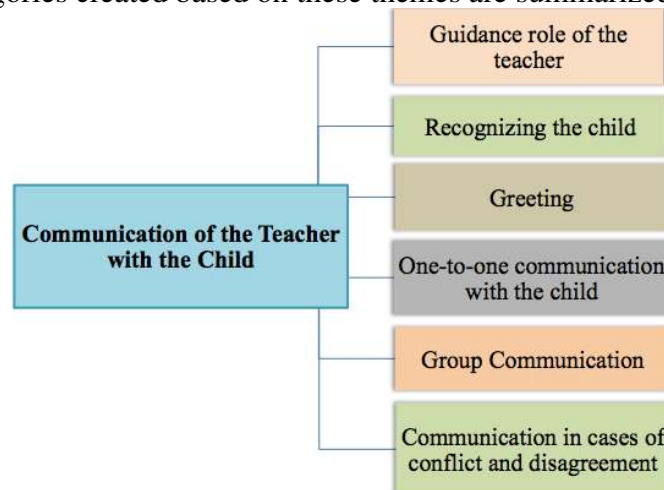 categories created based on these themes are summarized
Guidance role of the
teacher
Recognizing the child
Greeting
Communication of the Teacher
with the Child
One-to-one communication
with the child
Group Communication
Communication in cases of
conflict and disagreement